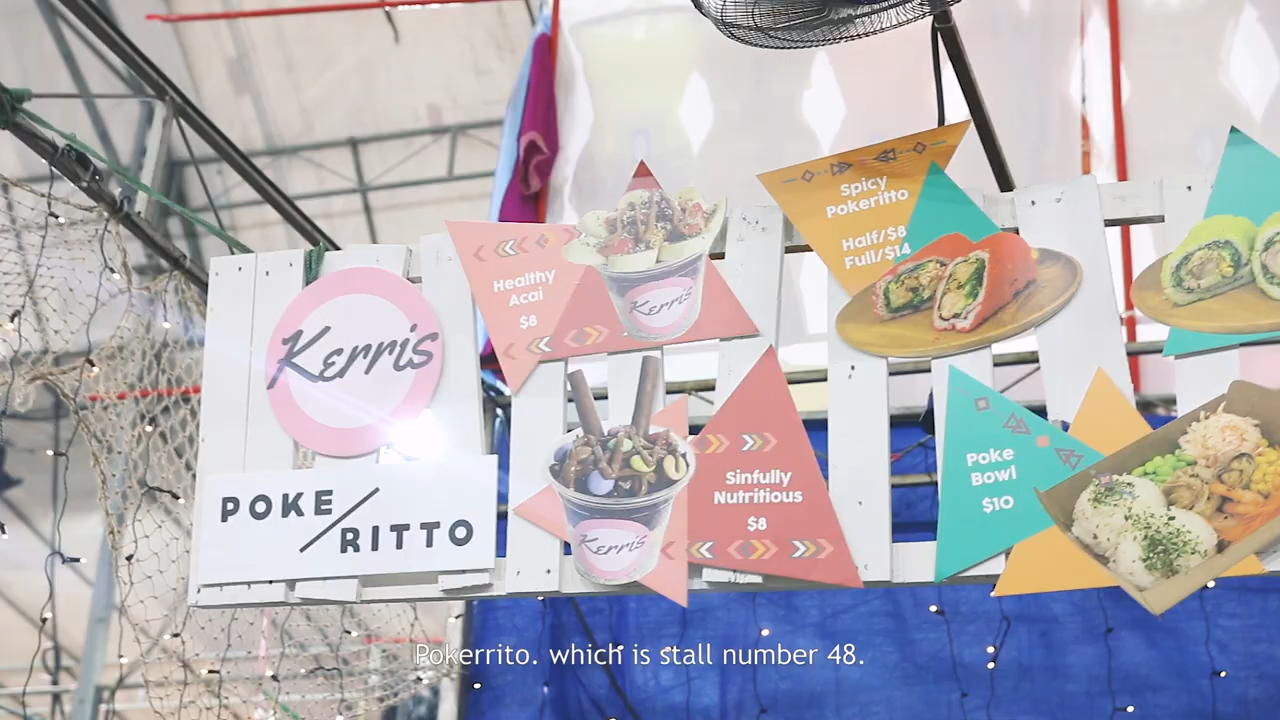 Kerris
POKE
RITTO
Healthy
Acai
$8
Kerris
Sinfully
Nutritious
$8
Kerris
Spicy
Pokeritto
Half/$8
Full/$14
Poke
Bowl
$10
Pokerrito. which is stall number 48.